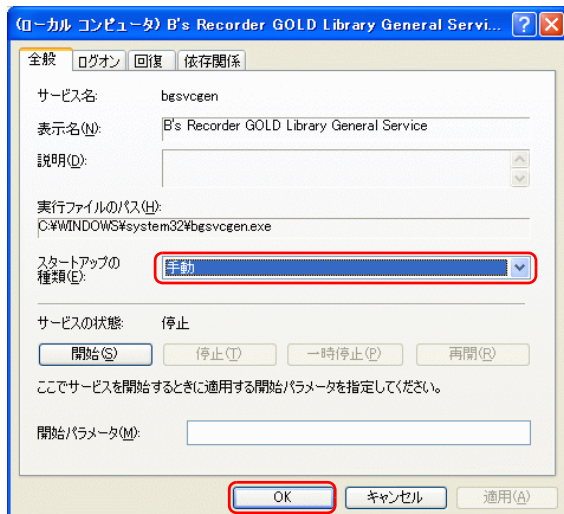 (ローカル コンピュータ) B's Recorder GOLD Library General Servi...
全般 ログオン 回復 依存関係
サービス名: bgsvcgen
表示名(N): B's Recorder GOLD Library General Service
説明(D):
実行ファイルのパス(H):
C:¥WINDOWS¥system32¥bgsvcgen.exe
スタートアップの
種類(E): 手動
サービスの状態: 停止
開始(S) 停止(T) 一時停止(P) 再開(R)
ここでサービスを開始するときに適用する開始パラメータを指定してください。
開始パラメータ(M):
OK キャンセル 適用(A)